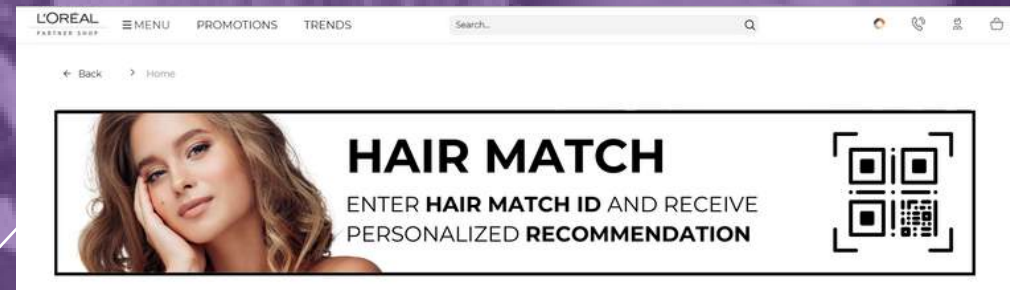 L'ORÉAL
PARTNER SHOP
MENU PROMOTIONS TRENDS Search...
Back Home
HAIR MATCH
ENTER HAIR MATCH ID AND RECEIVE
PERSONALIZED RECOMMENDATION